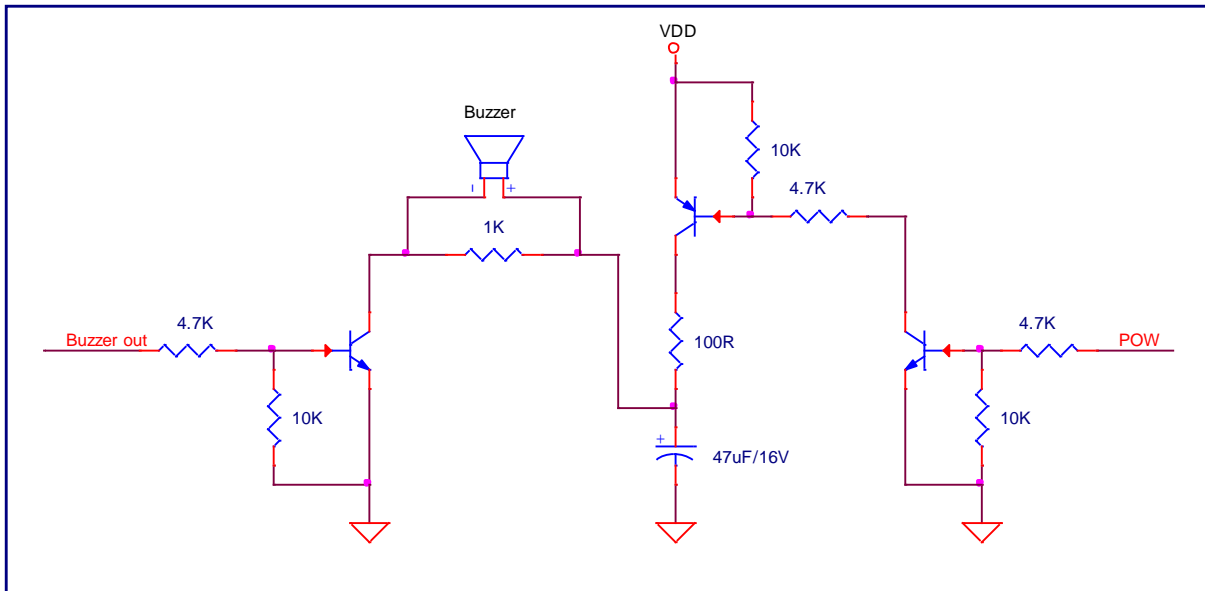 VDD
Buzzer
10K
4.7K
- +
1K
4.7K
Buzzer out
100R
4.7K
POW
10K
10K
+
47uF/16V